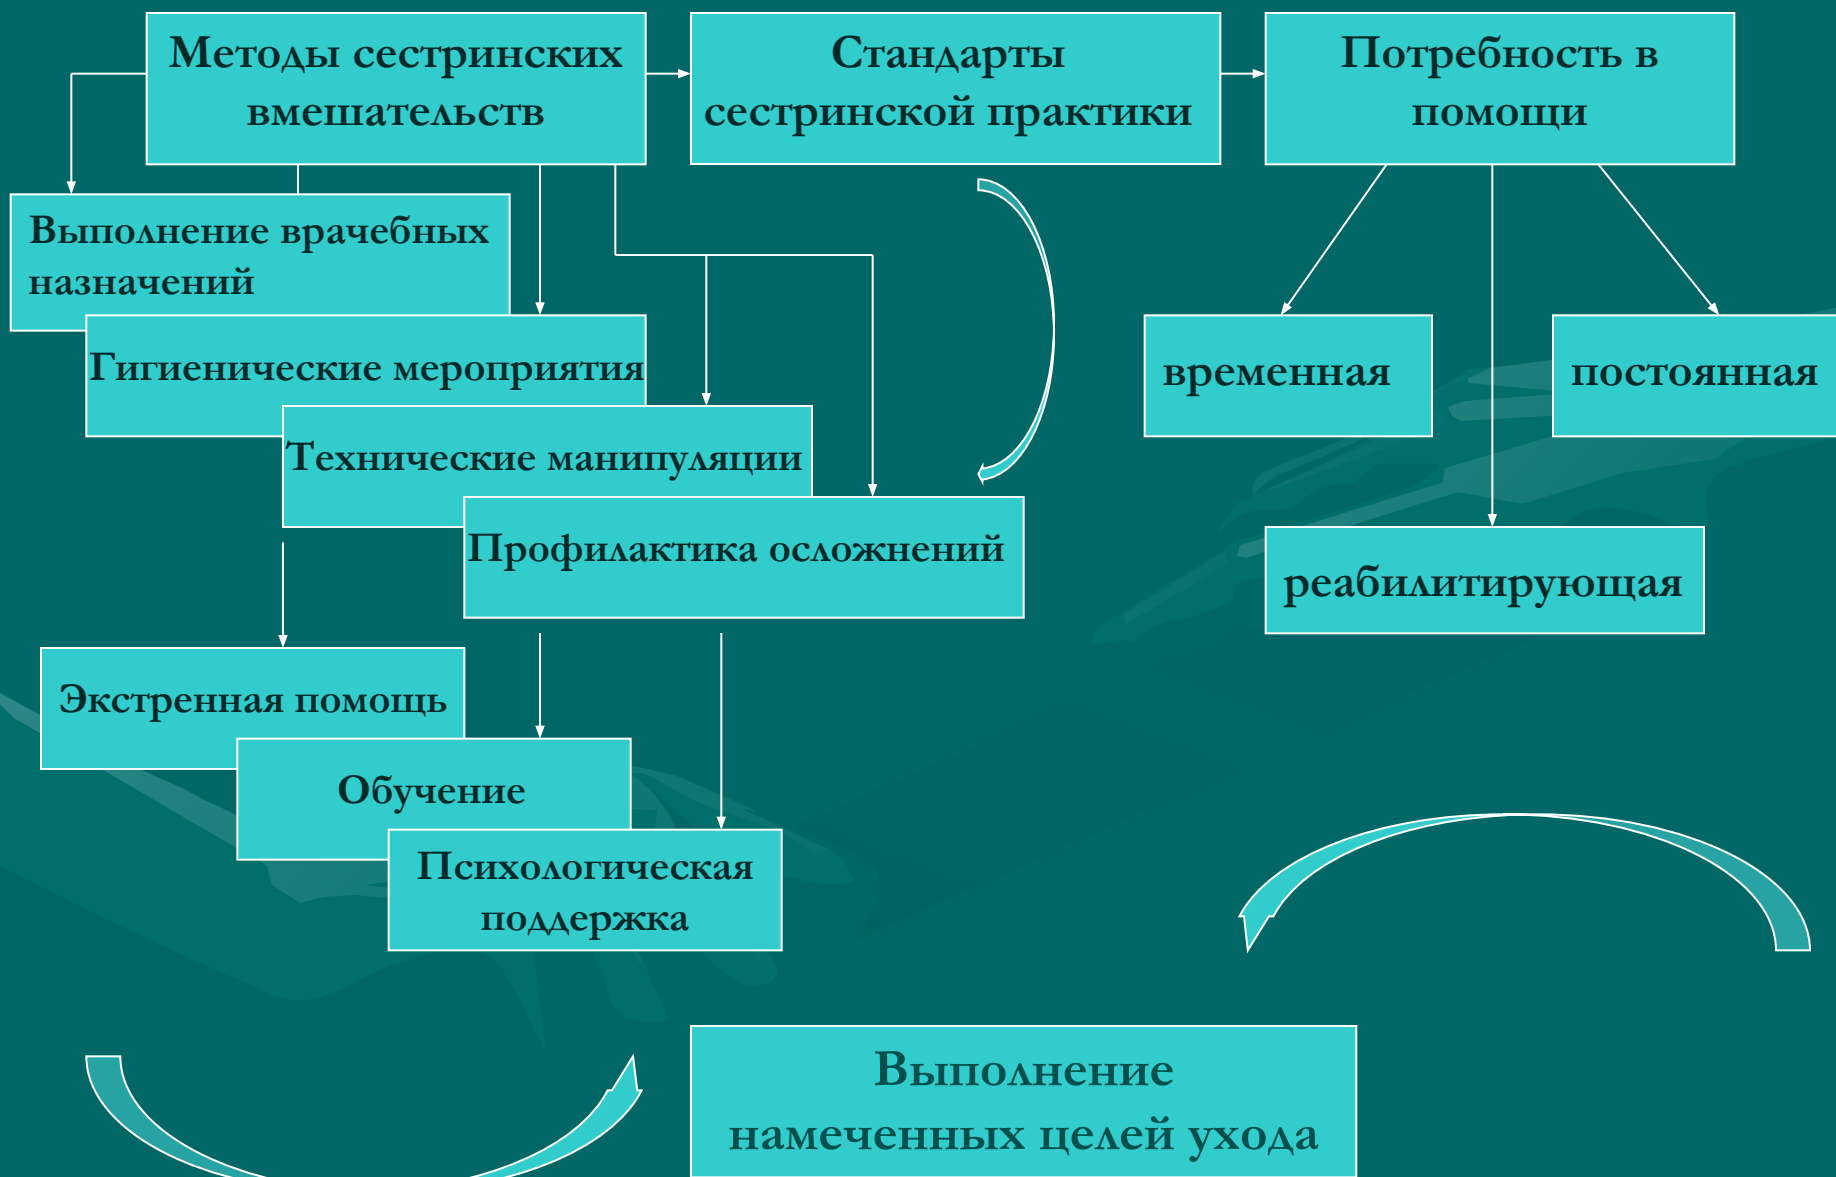 Методы сестринских
вмешательств
Стандарты
сестринской практики
Потребность в
помощи
Выполнение врачебных
назначений
Гигиенические мероприятия
Технические манипуляции
Профилактика осложнений
Экстренная помощь
Обучение
Психологическая
поддержка
временная
постоянная
реабилитирующая
Выполнение
намеченных целей ухода